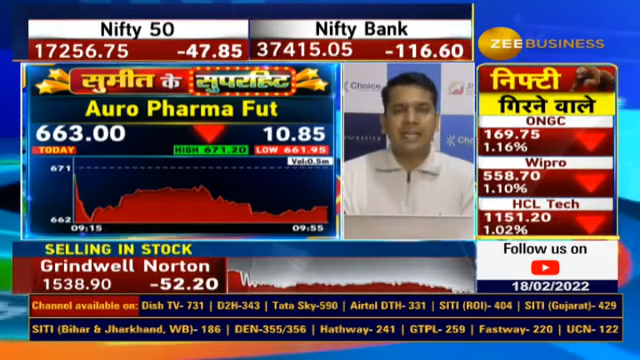 Nifty 50
17256.75 -47.85
Nifty Bank
37415.05 -116.60
ZEE BUSINESS
सुमीत के सुपरहिट
Auro Pharma Fut
663.00 10.85
TODAY HIGH 671.20 LOW 661.95
671 Vol:0.5m
662
09:15 09:55
Choice
Choice
निफ्टी
गिरने वाले
ONGC
169.75
1.16%
Wipro
558.70
1.10%
HCL Tech
1151.20
1.02%
SELLING IN STOCK
Grindwell Norton
1538.90 -52.20
Follow us on
18/02/2022
Channel available on: Dish TV- 731 | D2H-343 | Tata Sky-590 | Airtel DTH- 331 | SITI (ROI)- 404 | SITI (Gujarat)- 429
SITI (Bihar & Jharkhand, WB)- 186 | DEN-355/356 | Hathway- 241 | GTPL- 259 | Fastway- 220 | UCN- 122